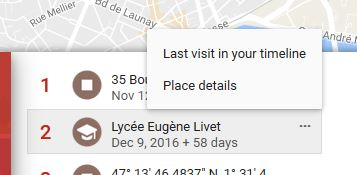 Rue Mellier
Bd de Launay
Last visit in your timeline
Place details
1
35 Bou
Nov 12
2
Lycée Eugène Livet
Dec 9, 2016 + 58 days
47° 13' 46.4837" N, 1° 31' 4